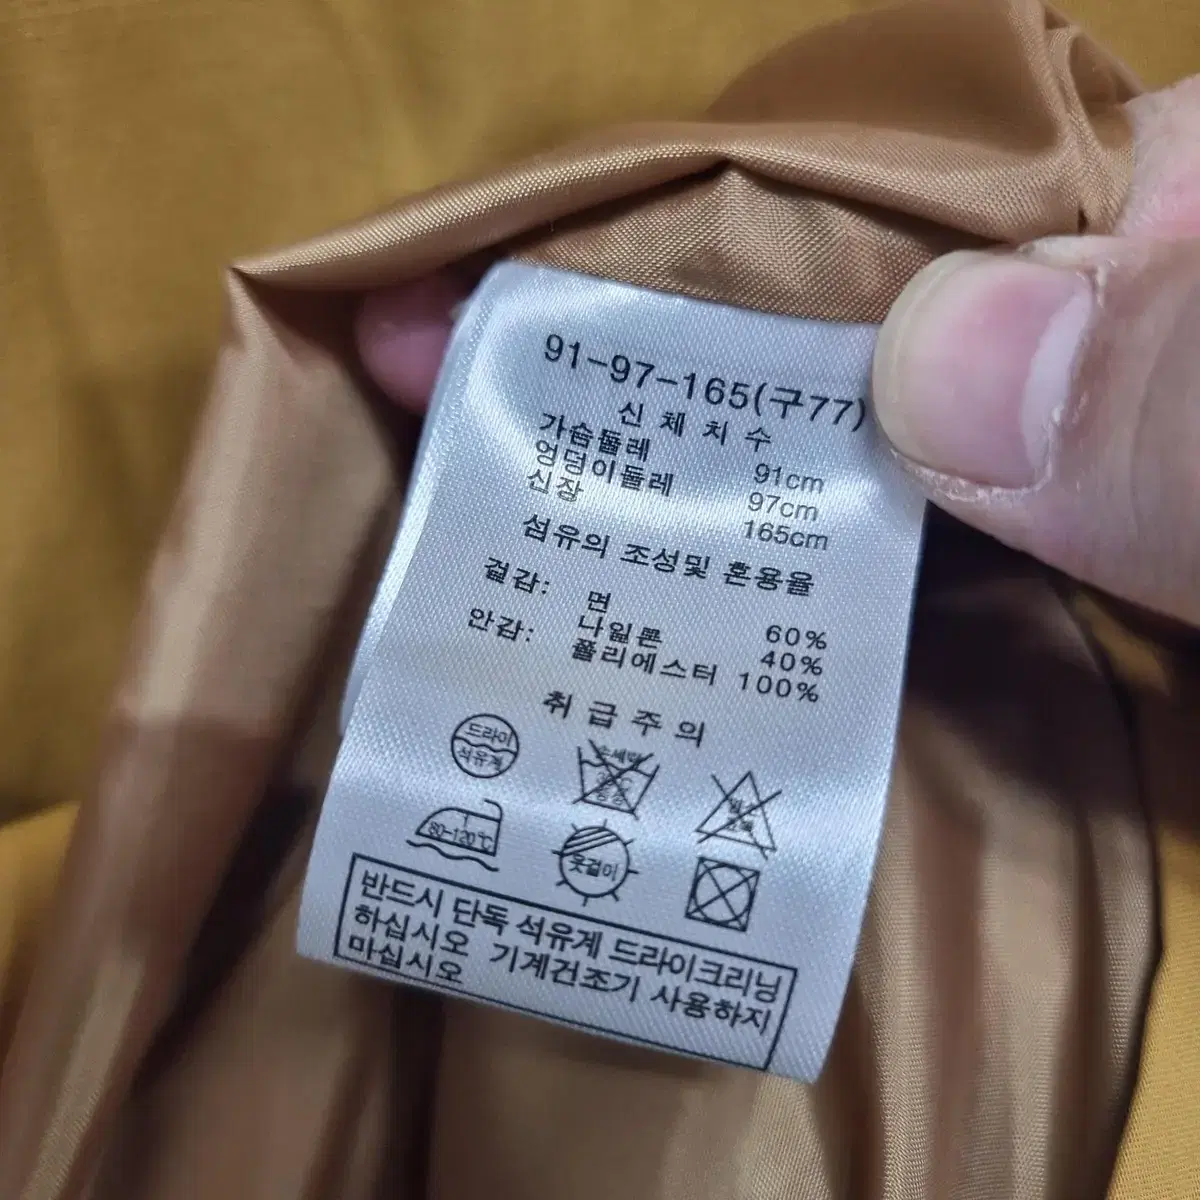 91-97-165(구77)
신체치수
가슴둘레 91cm
엉덩이둘레 97cm
신장 165cm
섬유의 조성및 혼용율
겉감: 면 60%
나일론 40%
안감: 폴리에스터 100%
취급주의
드라이
석유계
손세탁
80-120℃
옷걸이
반드시 단독 석유계 드라이크리닝
하십시오 기계건조기 사용하지
마십시오